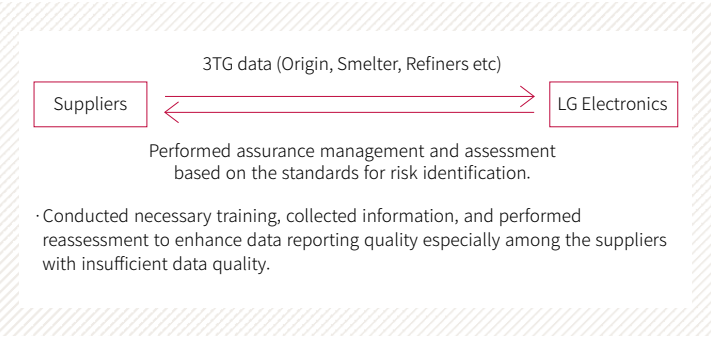 3TG data (Origin, Smelter, Refiners etc)
Suppliers
LG Electronics
Performed assurance management and assessment
based on the standards for risk identification.
· Conducted necessary training, collected information, and performed
reassessment to enhance data reporting quality especially among the suppliers
with insufficient data quality.